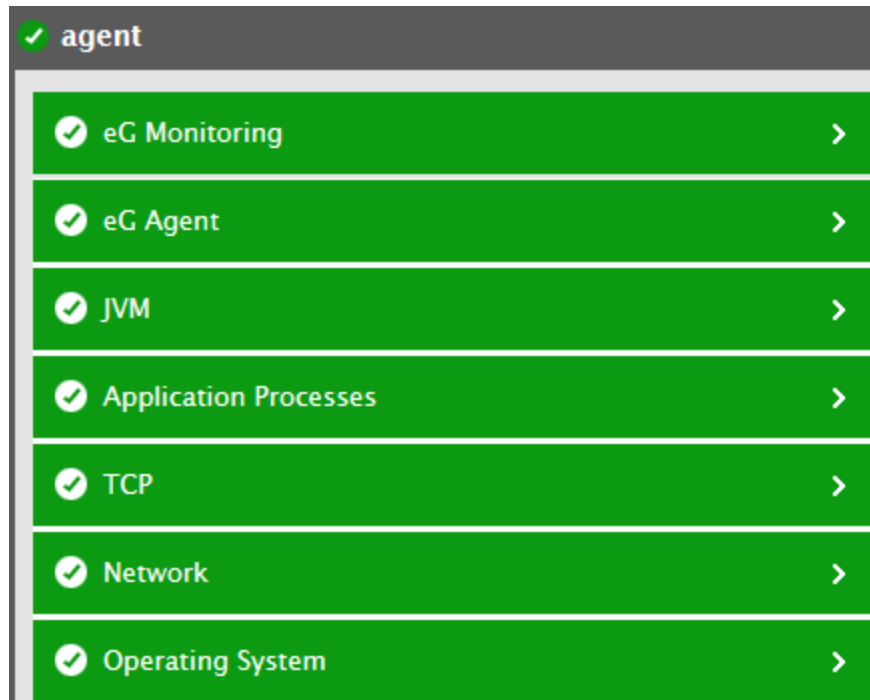 agent
eG Monitoring
eG Agent
JVM
Application Processes
TCP
Network
Operating System